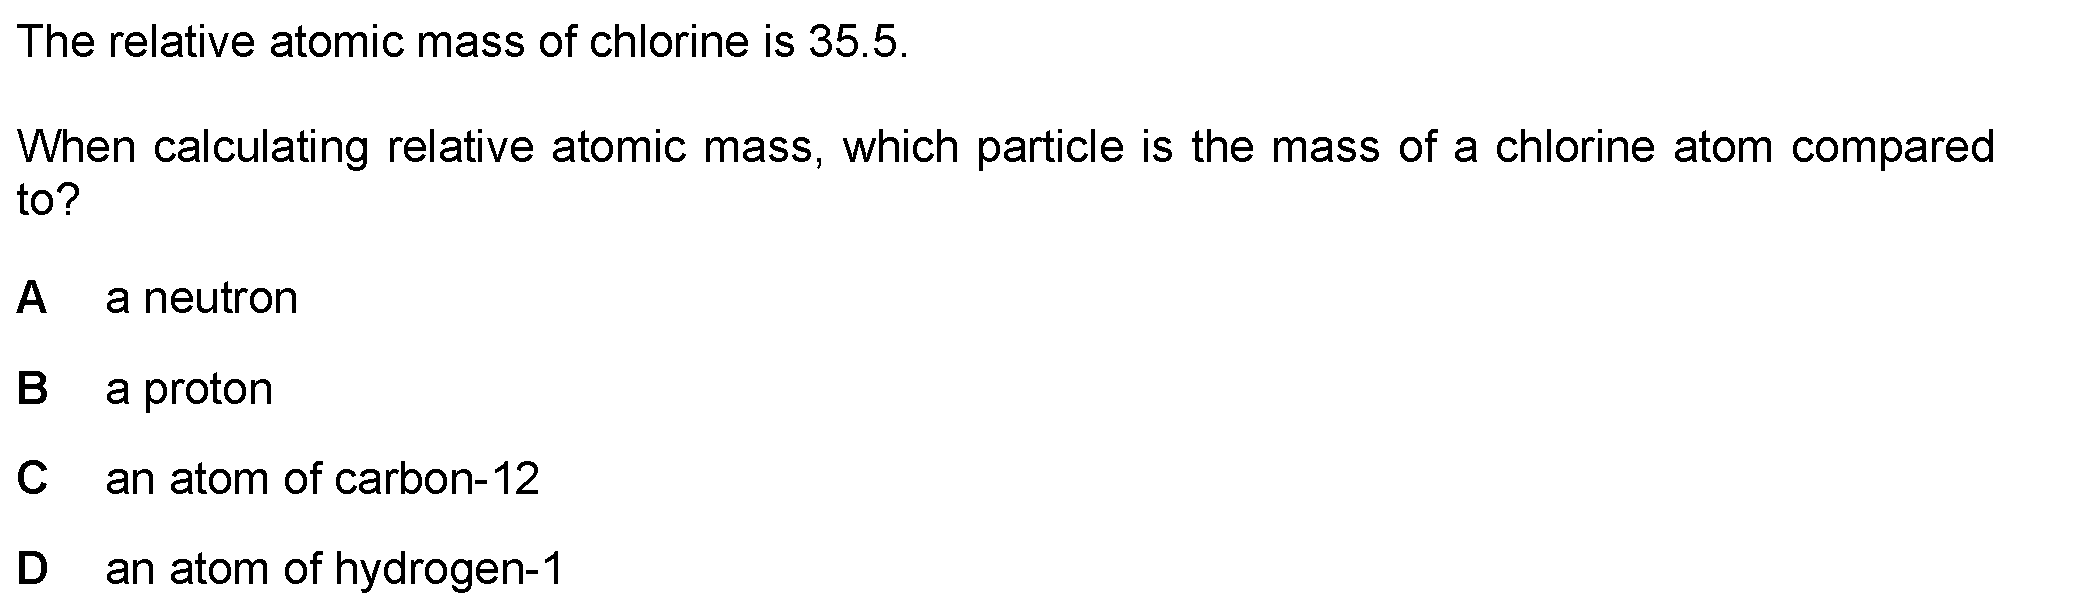 The relative atomic mass of chlorine is 35.5.
When calculating relative atomic mass, which particle is the mass of a chlorine atom compared
to?
A a neutron
B a proton
C an atom of carbon-12
D an atom of hydrogen-1